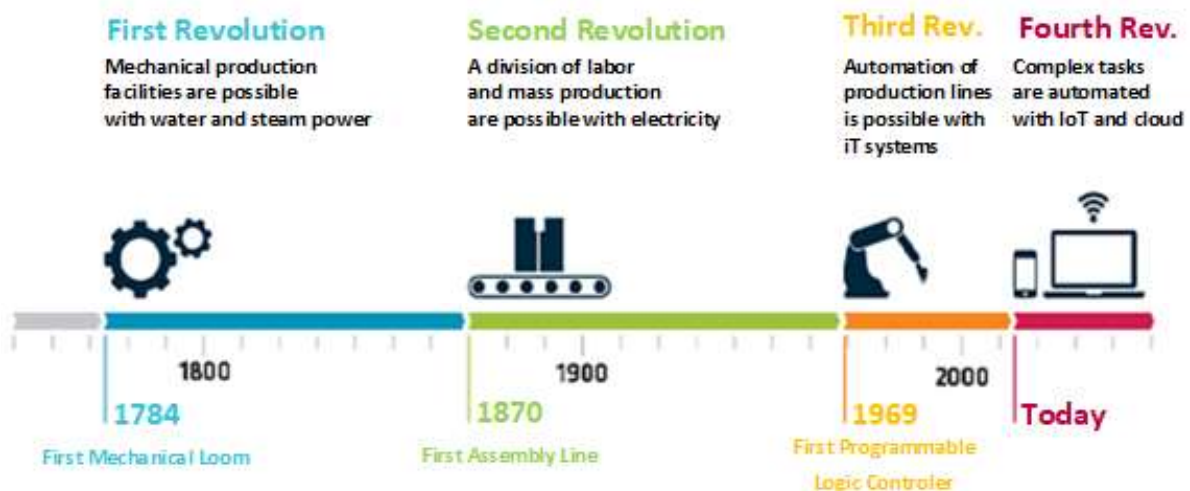 First Revolution
Mechanical production
facilities are possible
with water and steam power
Second Revolution
A division of labor
and mass production
are possible with electricity
Third Rev.
Automation of
production lines
is possible with
iT systems
Fourth Rev.
Complex tasks
are automated
with IoT and cloud
1800
1900
2000
1784
First Mechanical Loom
1870
First Assembly Line
1969
First Programmable
Logic Controler
Today